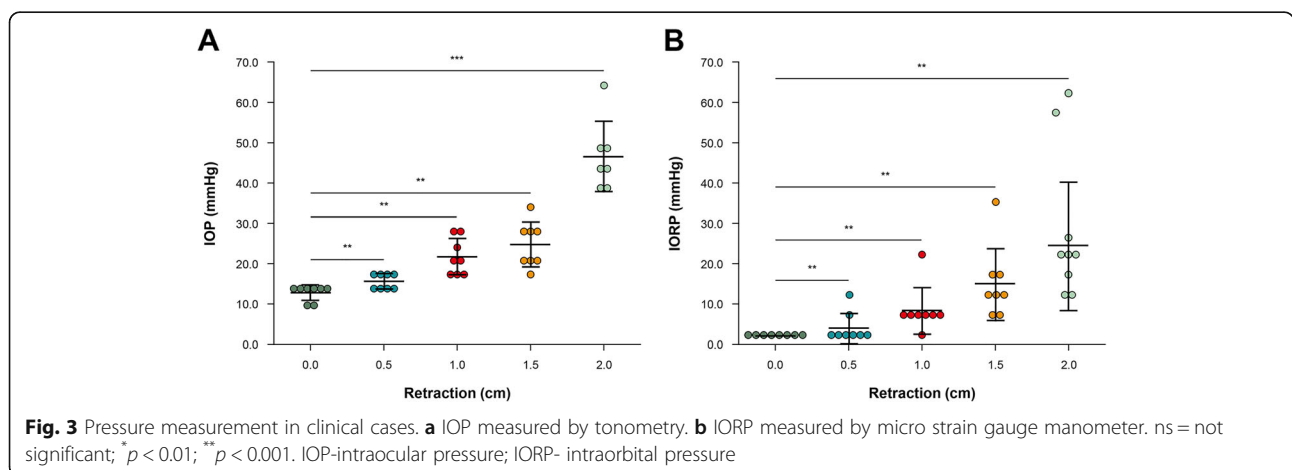 A
B
70.0
60.0
50.0
40.0
30.0
20.0
10.0
0.0
IOP (mmHg)
***
**
**
**
0.0 0.5 1.0 1.5 2.0
Retraction (cm)
70.0
60.0
50.0
40.0
30.0
20.0
10.0
0.0
IORP (mmHg)
**
**
**
**
0.0 0.5 1.0 1.5 2.0
Retraction (cm)
Fig. 3 Pressure measurement in clinical cases. a IOP measured by tonometry. b IORP measured by micro strain gauge manometer. ns = not
significant; *p < 0.01; **p < 0.001. IOP-intraocular pressure; IORP- intraorbital pressure